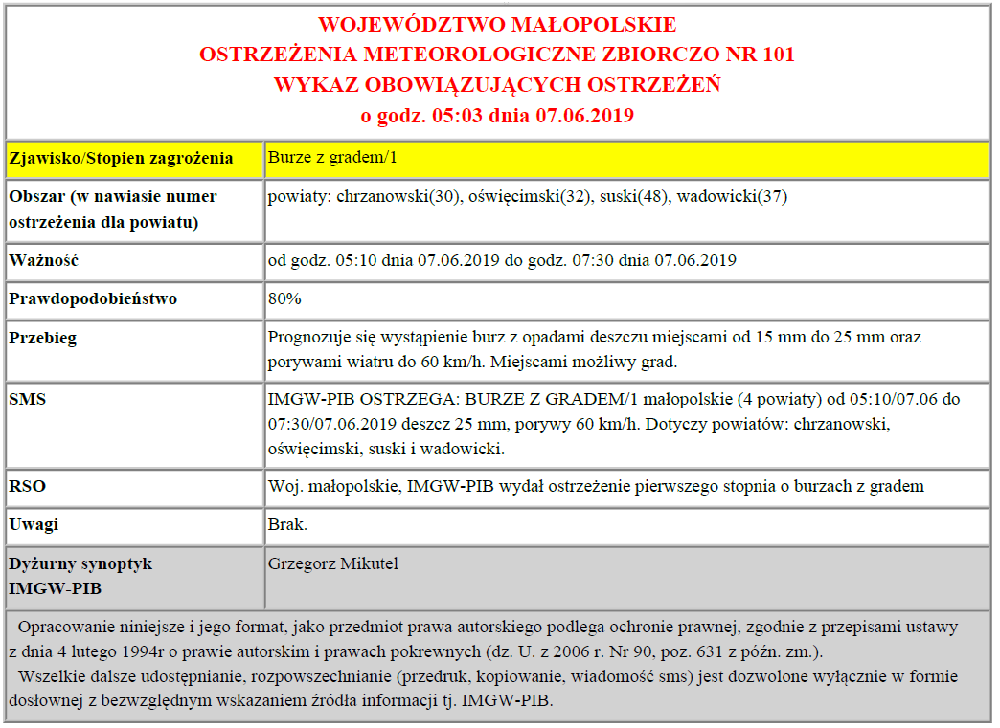 WOJEWÓDZTWO MAŁOPOLSKIE
OSTRZEŻENIA METEOROLOGICZNE ZBIORCZO NR 101
WYKAZ OBOWIĄZUJĄCYCH OSTRZEŻEŃ
o godz. 05:03 dnia 07.06.2019
Zjawisko/Stopien zagrożenia
Burze z gradem/1
Obszar (w nawiasie numer
ostrzeżenia dla powiatu)
powiaty: chrzanowski(30), oświęcimski(32), suski(48), wadowicki(37)
Ważność
od godz. 05:10 dnia 07.06.2019 do godz. 07:30 dnia 07.06.2019
Prawdopodobieństwo
80%
Przebieg
Prognozuje się wystąpienie burz z opadami deszczu miejscami od 15 mm do 25 mm oraz
porywami wiatru do 60 km/h. Miejscami możliwy grad.
SMS
IMGW-PIB OSTRZEGA: BURZE Z GRADEM/1 małopolskie (4 powiaty) od 05:10/07.06 do
07:30/07.06.2019 deszcz 25 mm, porywy 60 km/h. Dotyczy powiatów: chrzanowski,
oświęcimski, suski i wadowicki.
RSO
Woj. małopolskie, IMGW-PIB wydał ostrzeżenie pierwszego stopnia o burzach z gradem
Uwagi
Brak.
Dyżurny synoptyk
IMGW-PIB
Grzegorz Mikutel
Opracowanie niniejsze i jego format, jako przedmiot prawa autorskiego podlega ochronie prawnej, zgodnie z przepisami ustawy
z dnia 4 lutego 1994r o prawie autorskim i prawach pokrewnych (dz. U. z 2006 r. Nr 90, poz. 631 z późn. zm.).
Wszelkie dalsze udostępnianie, rozpowszechnianie (przedruk, kopiowanie, wiadomość sms) jest dozwolone wyłącznie w formie
dosłownej z bezwzględnym wskazaniem źródła informacji tj. IMGW-PIB.